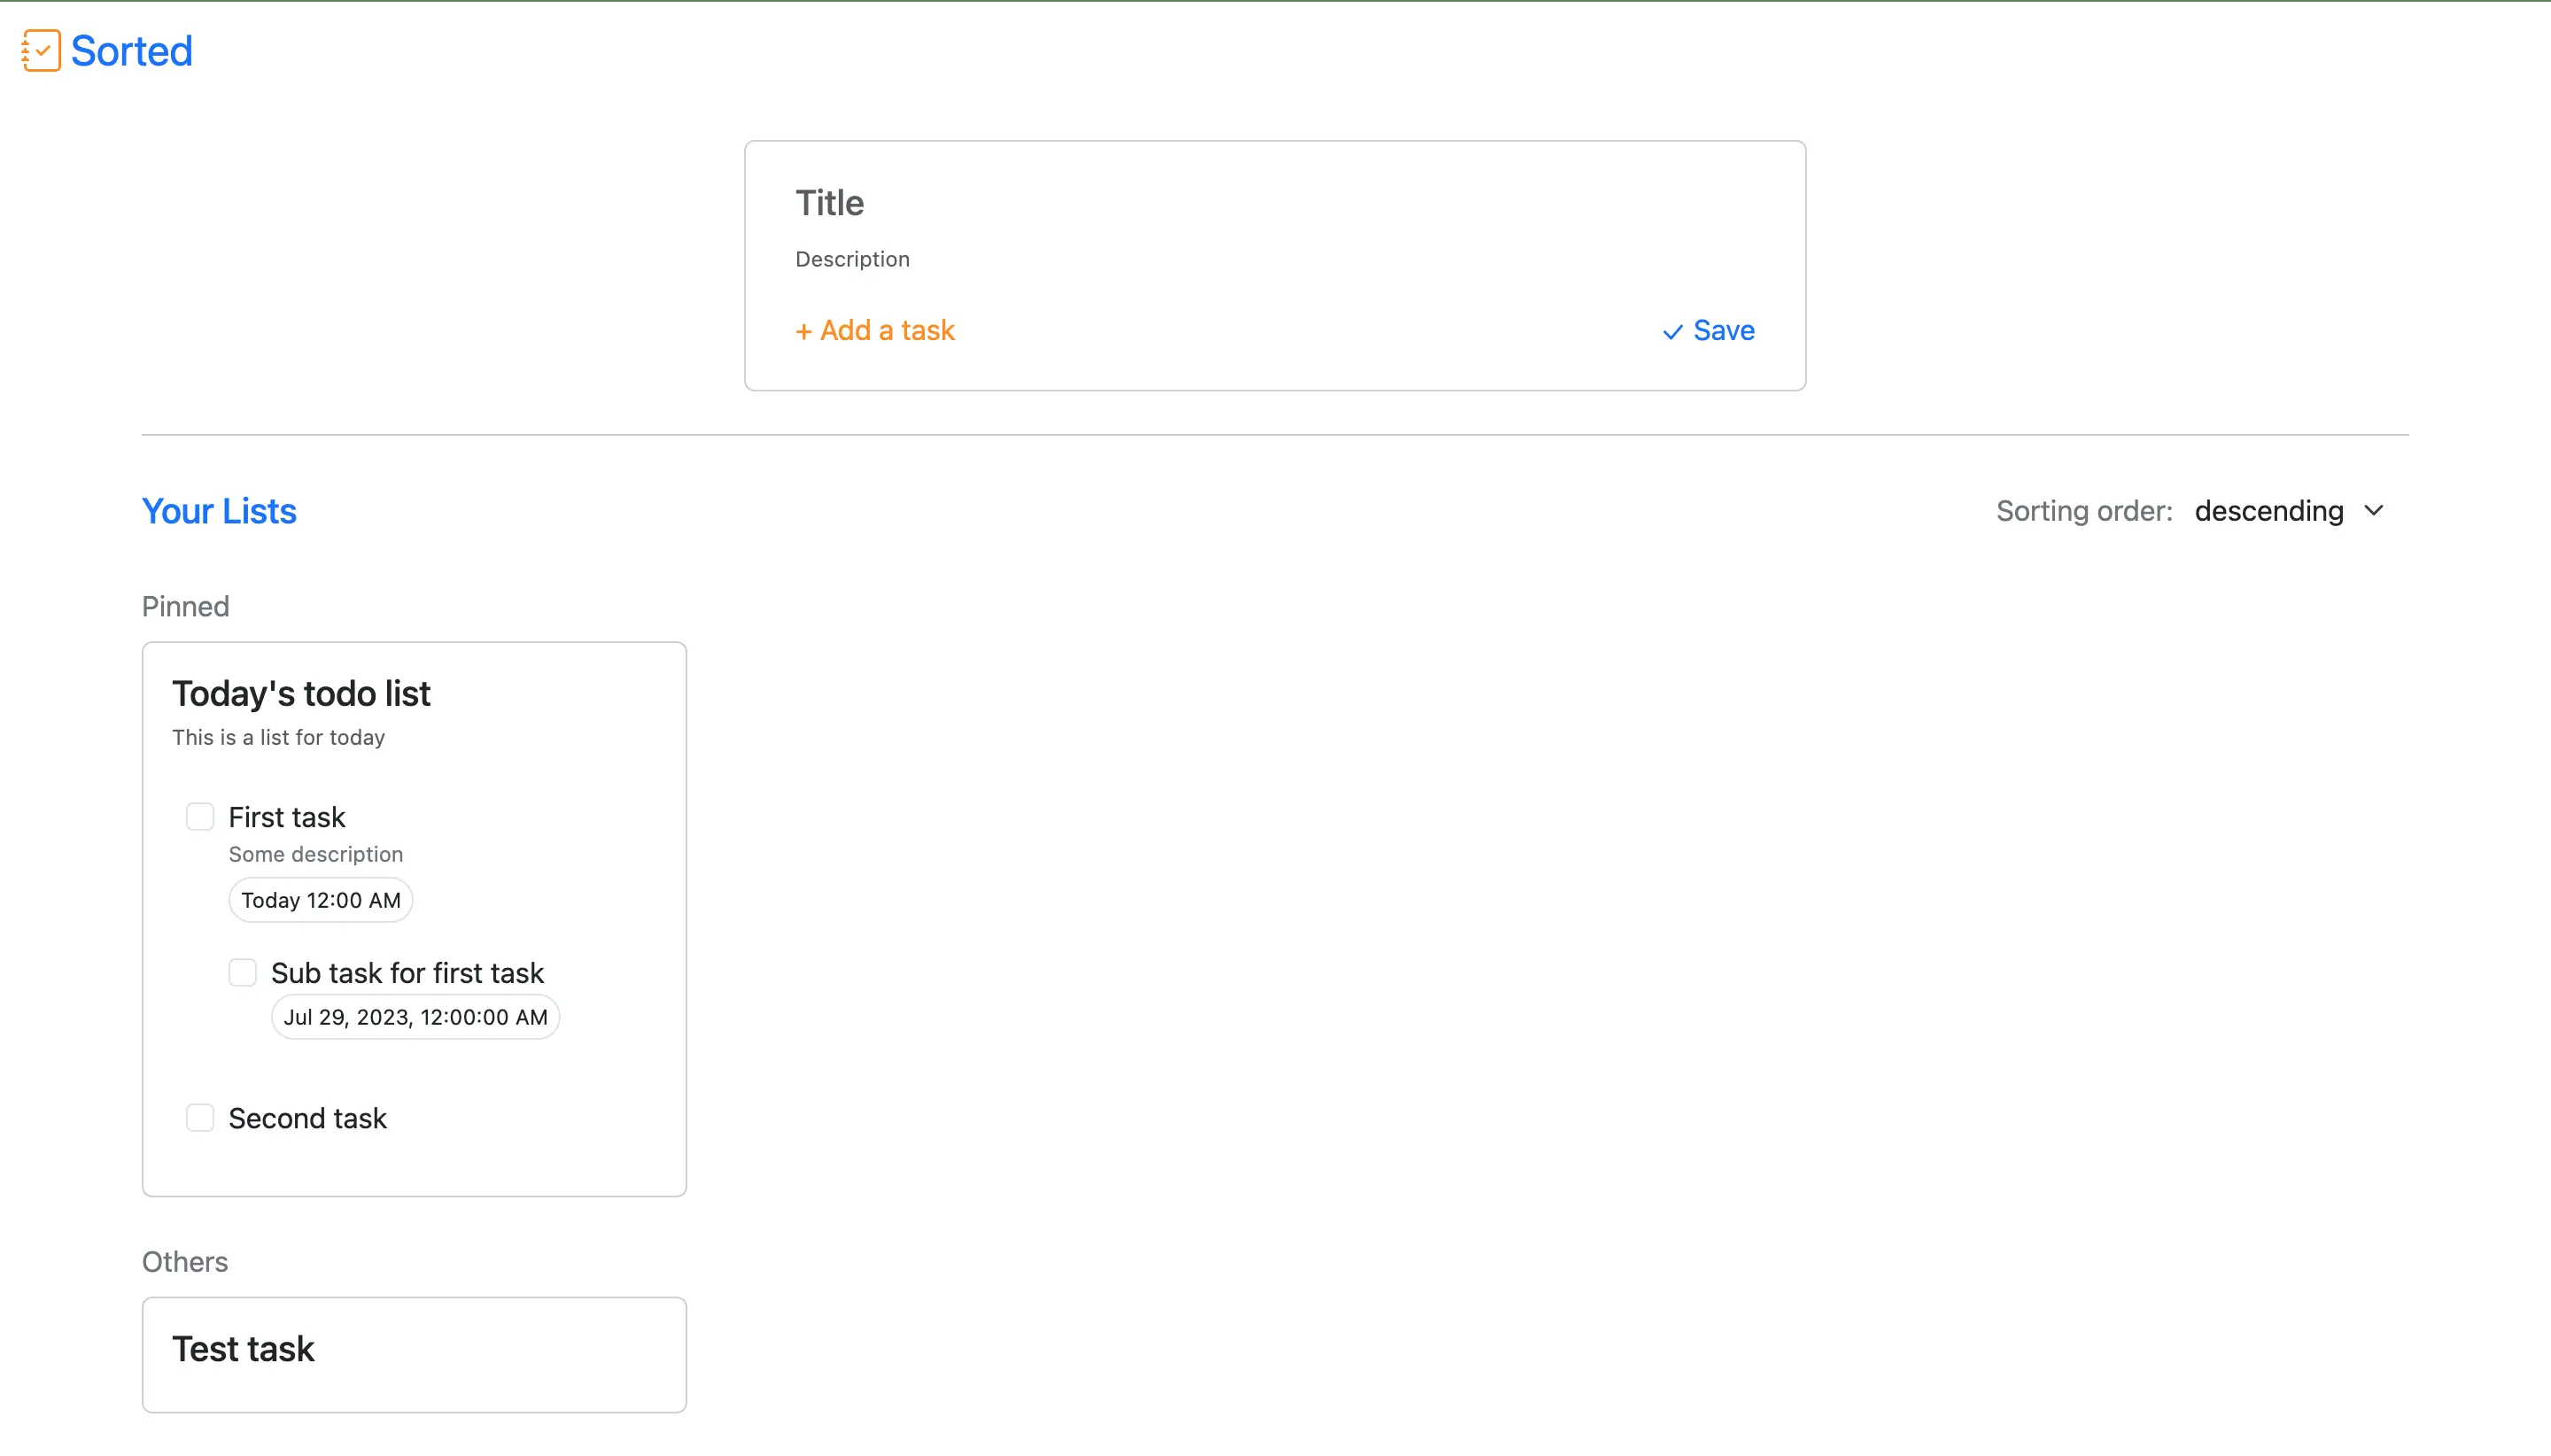 Sorted
Title
Description
+ Add a task
Save
Your Lists
Sorting order: descending
Pinned
Today's todo list
This is a list for today
First task
Some description
Today 12:00 AM
Sub task for first task
Jul 29, 2023, 12:00:00 AM
Second task
Others
Test task